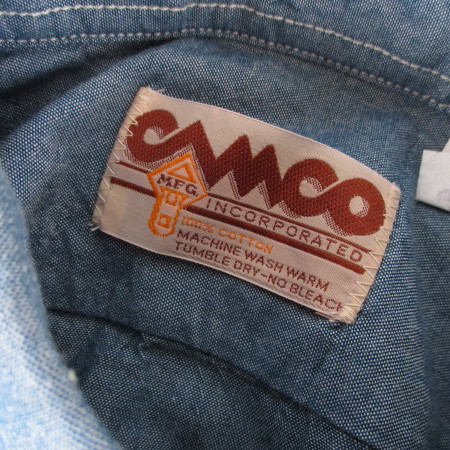 CAMCO
MFG. INCORPORATED
100% COTTON
MACHINE WASH WARM
TUMBLE DRY-NO BLEACH